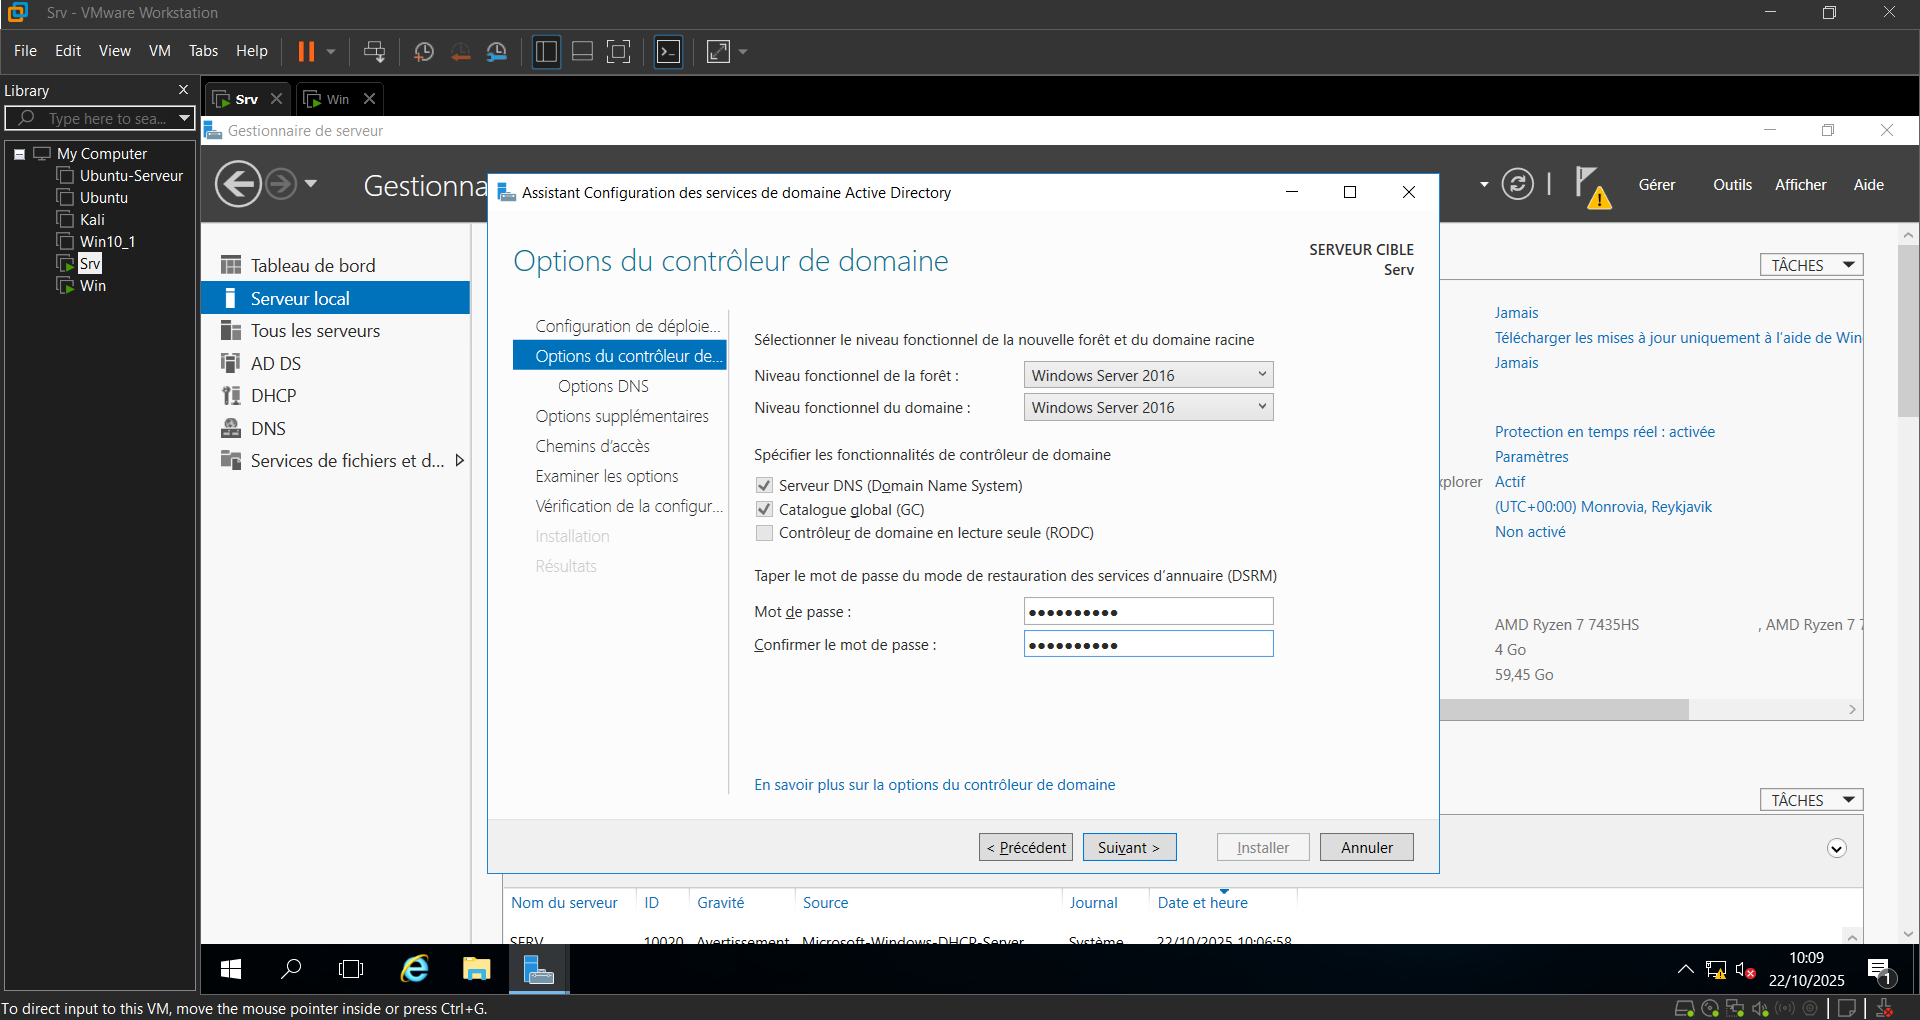 Srv - VMware Workstation
File Edit View VM Tabs Help
Library
Type here to sea...
My Computer
Ubuntu-Serveur
Ubuntu
Kali
Win10_1
Srv
Win
Srv
Win
Gestionnaire de serveur
Gestionna
Gérer Outils Afficher Aide
Tableau de bord
Serveur local
Tous les serveurs
AD DS
DHCP
DNS
Services de fichiers et d...
Assistant Configuration des services de domaine Active Directory
Options du contrôleur de domaine
SERVEUR CIBLE
Serv
Configuration de déploie...
Options du contrôleur de...
Options DNS
Options supplémentaires
Chemins d'accès
Examiner les options
Vérification de la configur...
Installation
Résultats
Sélectionner le niveau fonctionnel de la nouvelle forêt et du domaine racine
Niveau fonctionnel de la forêt : Windows Server 2016
Niveau fonctionnel du domaine : Windows Server 2016
Spécifier les fonctionnalités de contrôleur de domaine
Serveur DNS (Domain Name System)
Catalogue global (GC)
Contrôleur de domaine en lecture seule (RODC)
Taper le mot de passe du mode de restauration des services d'annuaire (DSRM)
Mot de passe : ●●●●●●●●●●
Confirmer le mot de passe : ●●●●●●●●●●
En savoir plus sur la options du contrôleur de domaine
< Précédent Suivant > Installer Annuler
TÂCHES
Jamais
Télécharger les mises à jour uniquement à l'aide de Win
Jamais
Protection en temps réel : activée
Paramètres
xplorer Actif
(UTC+00:00) Monrovia, Reykjavik
Non activé
AMD Ryzen 7 7435HS , AMD Ryzen 7 7
4 Go
59,45 Go
TÂCHES
Nom du serveur ID Gravité Source Journal Date et heure
SERV 10020 Avertissement Microsoft-Windows-DHCP-Server Système 22/10/2025 10:06:58
10:09
22/10/2025
1
To direct input to this VM, move the mouse pointer inside or press Ctrl+G.